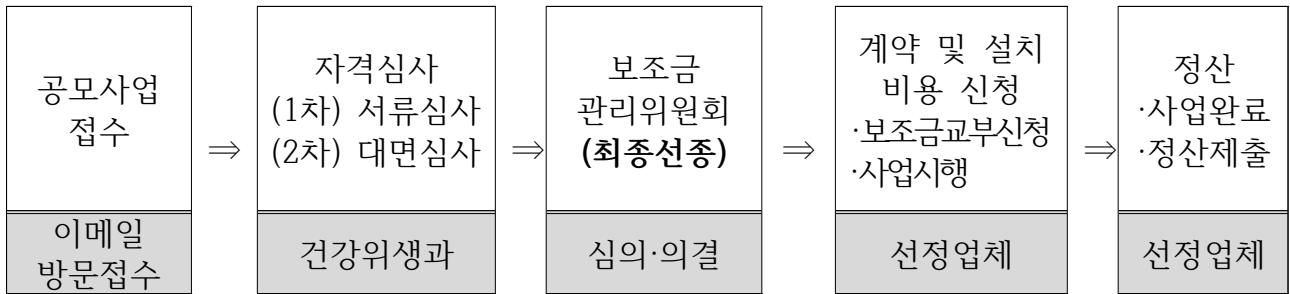 공모사업
접수
이메일
방문접수
⇒
자격심사
(1차) 서류심사
(2차) 대면심사
건강위생과
⇒
보조금
관리위원회
(최종선종)
심의·의결
⇒
계약 및 설치
비용 신청
·보조금교부신청
·사업시행
선정업체
⇒
정산
·사업완료
·정산제출
선정업체